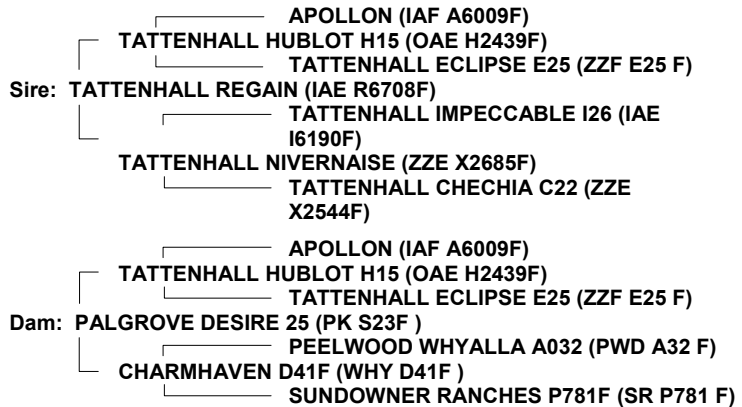 APOLLON (IAF A6009F)
TATTENHALL HUBLOT H15 (OAE H2439F)
TATTENHALL ECLIPSE E25 (ZZF E25 F)
Sire: TATTENHALL REGAIN (IAE R6708F)
TATTENHALL IMPECCABLE I26 (IAE
I6190F)
TATTENHALL NIVERNAISE (ZZE X2685F)
TATTENHALL CHECHIA C22 (ZZE
X2544F)
APOLLON (IAF A6009F)
TATTENHALL HUBLOT H15 (OAE H2439F)
TATTENHALL ECLIPSE E25 (ZZF E25 F)
Dam: PALGROVE DESIRE 25 (PK S23F )
PEELWOOD WHYALLA A032 (PWD A32 F)
CHARMHAVEN D41F (WHY D41F )
SUNDOWNER RANCHES P781F (SR P781 F)